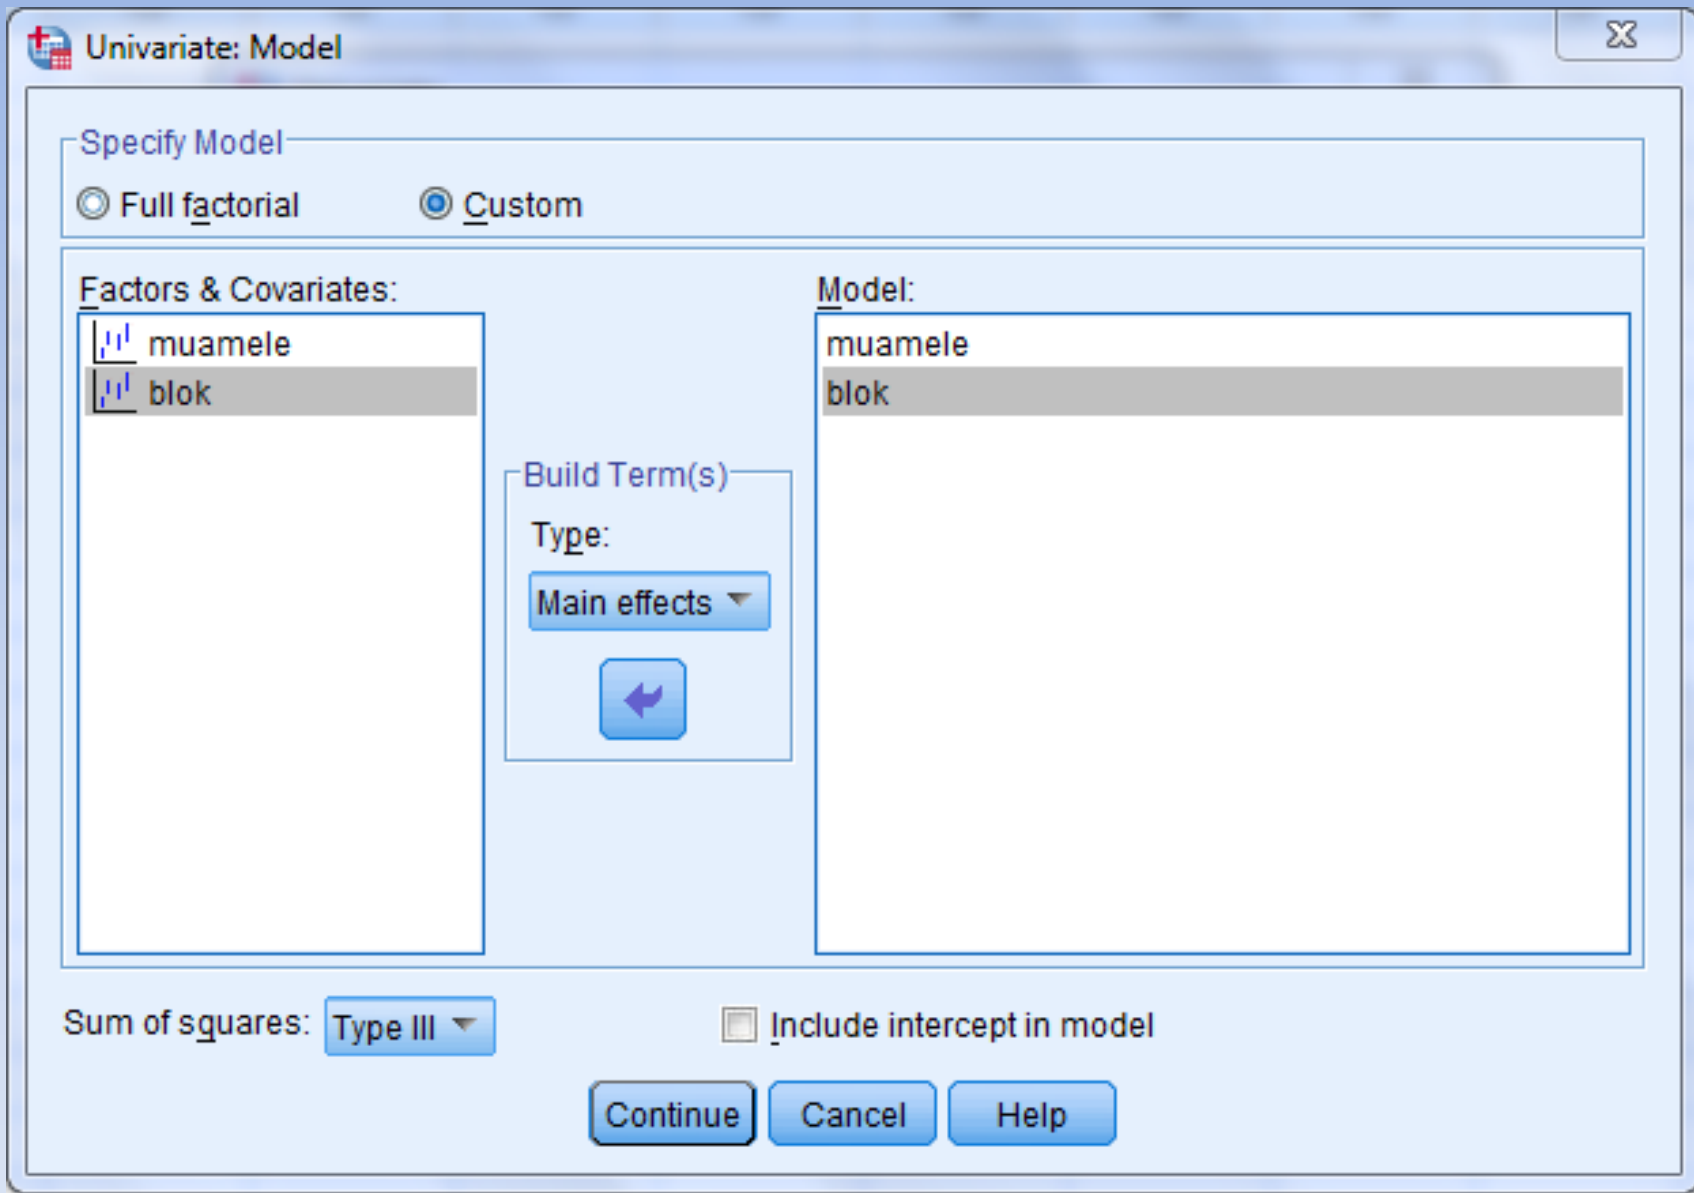 Univariate: Model
Specify Model
Full factorial Custom
Factors & Covariates:
muamele
blok
Build Term(s)
Type:
Main effects
Model:
muamele
blok
Sum of squares: Type III Include intercept in model
Continue Cancel Help